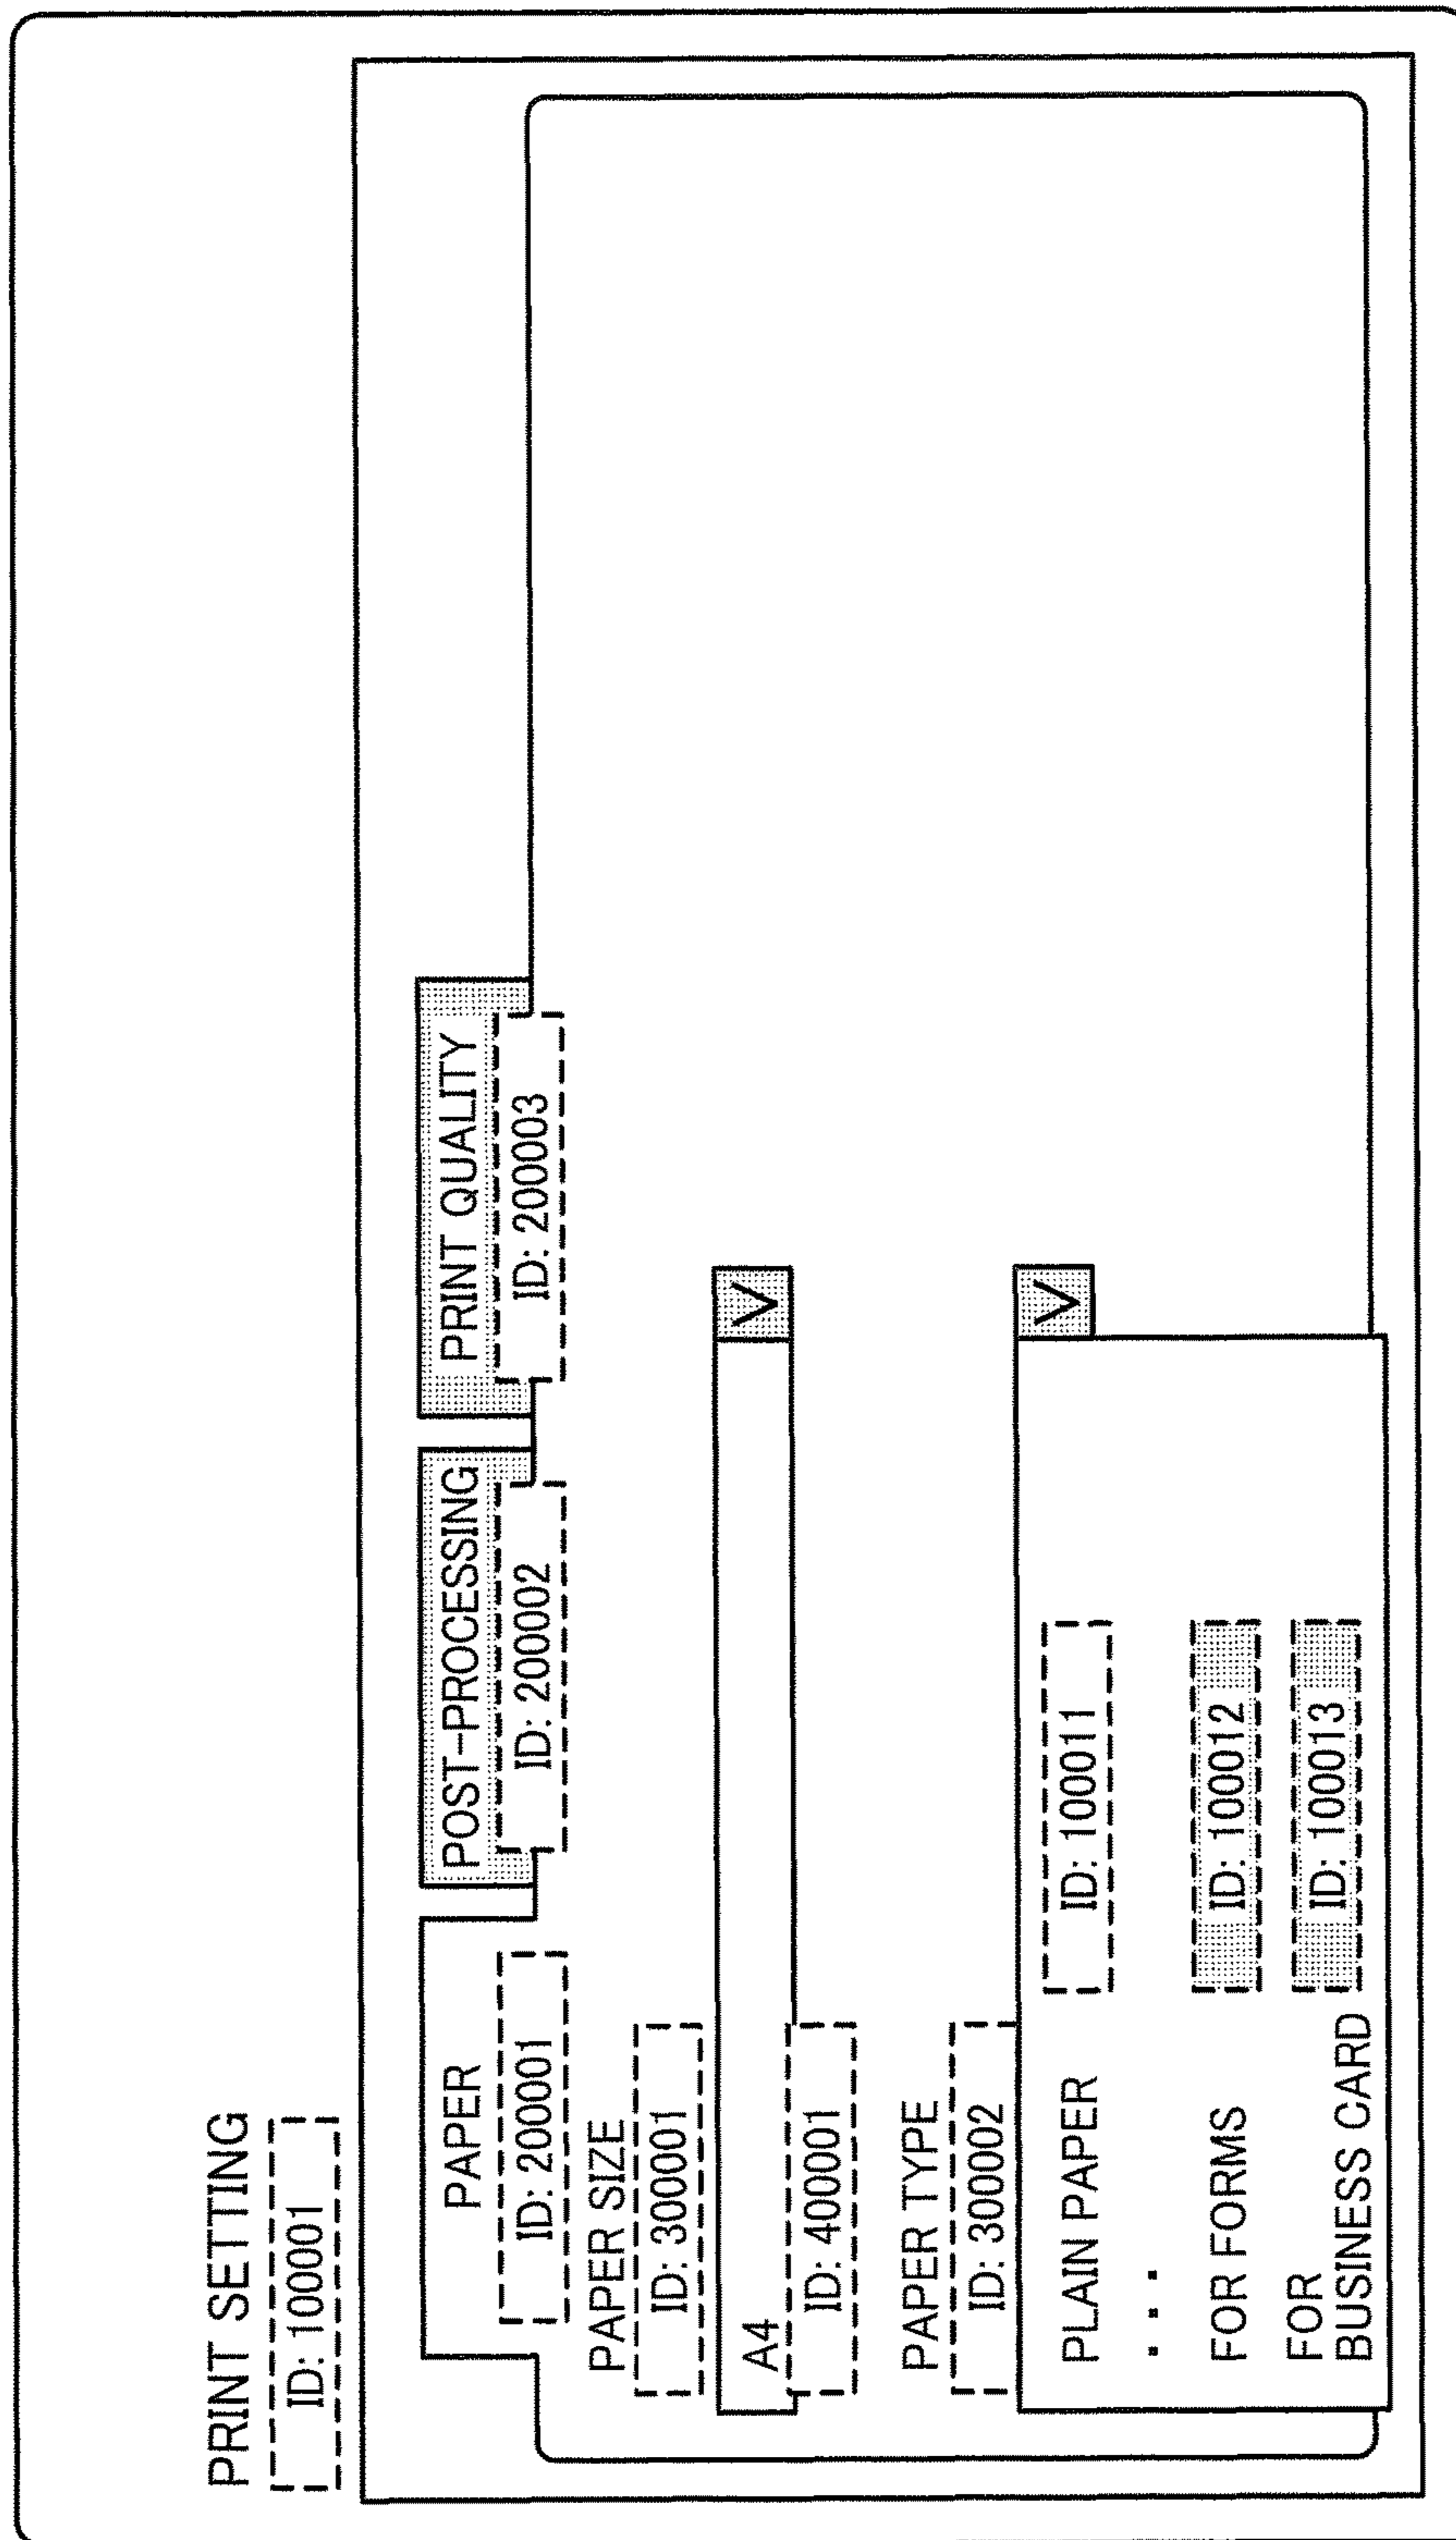 PRINT SETTING
ID: 100001
PAPER
ID: 200001
POST-PROCESSING
ID: 200002
PRINT QUALITY
ID: 200003
PAPER SIZE
ID: 300001
A4
V
ID: 400001
PAPER TYPE
ID: 300002
V
PLAIN PAPER
ID: 100011
...
FOR FORMS
ID: 100012
FOR
BUSINESS CARD
ID: 100013